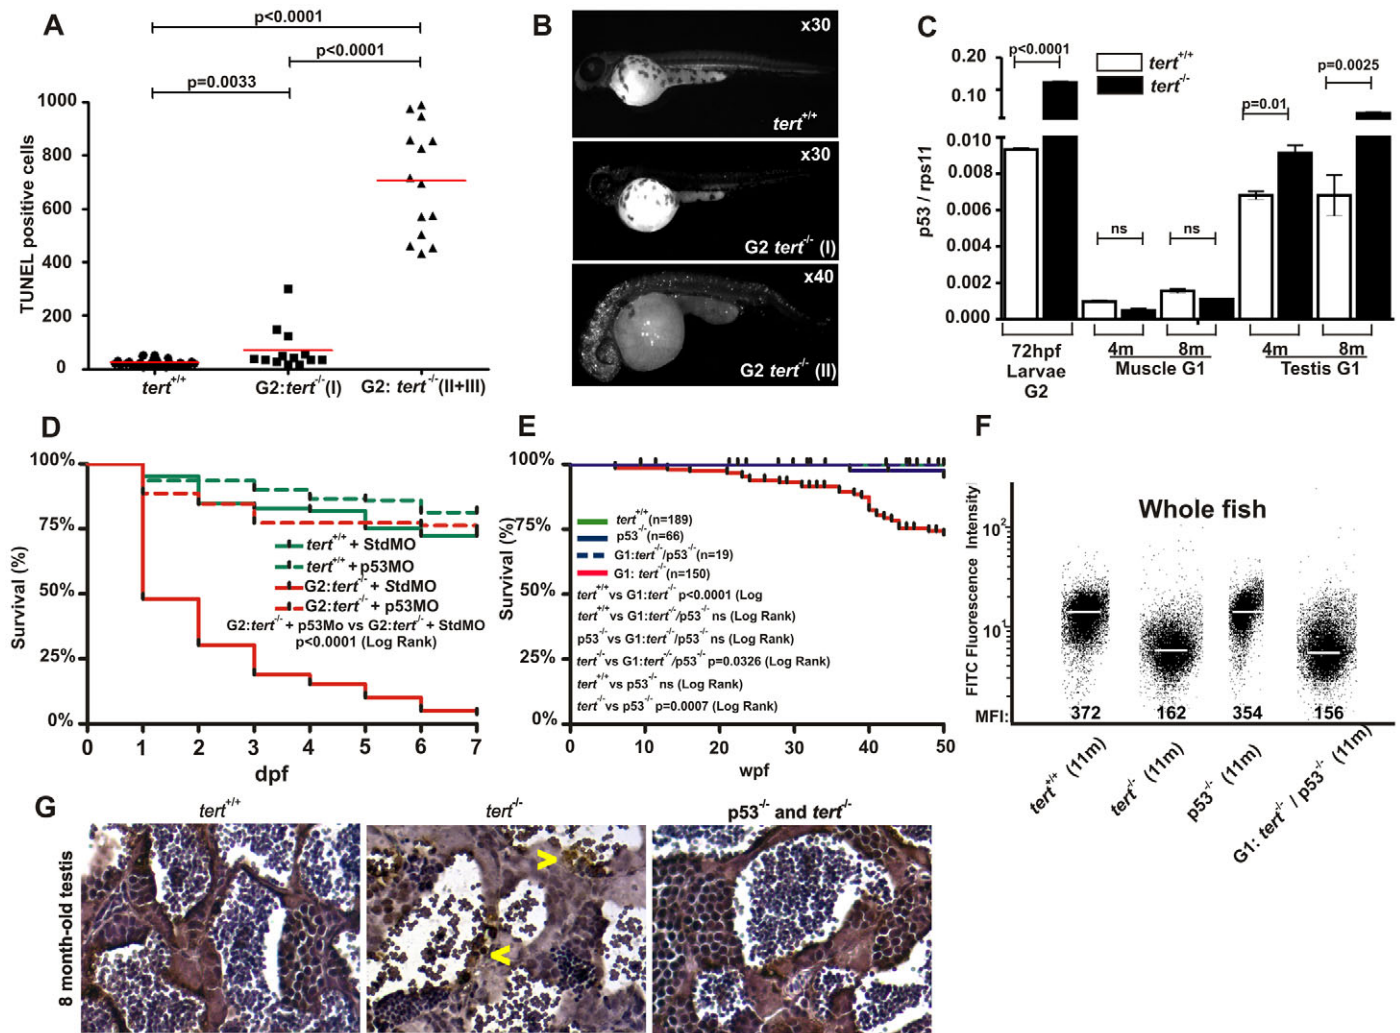 A
p<0.0001
p<0.0001
p=0.0033
1000
800
600
400
200
0
TUNEL positive cells
tert+/+
G2:tert-/-(I)
G2: tert-/-(II+III)
B
x30
tert+/+
x30
G2 tert-/- (I)
x40
G2 tert-/- (II)
C
p<0.0001
tert+/+
tert-/-
p=0.01
p=0.0025
ns
ns
0.20
0.10
0.010
0.008
0.006
0.004
0.002
0.000
p53 / rps11
72hpf
Larvae
G2
4m
8m
Muscle G1
4m
8m
Testis G1
D
100%
75%
50%
25%
0%
Survival (%)
tert+/+ + StdMO
tert+/+ + p53MO
G2:tert-/- + StdMO
G2:tert-/- + p53MO
G2:tert-/- + p53Mo vs G2:tert-/- + StdMO
p<0.0001 (Log Rank)
0 1 2 3 4 5 6 7
dpf
E
100%
75%
50%
25%
0%
Survival (%)
tert+/+ (n=189)
p53-/- (n=66)
G1:tert-/-/p53-/- (n=19)
G1: tert-/- (n=150)
tert+/+ vs G1:tert-/- p<0.0001 (Log
tert+/+ vs G1:tert-/-/p53-/- ns (Log Rank)
p53-/- vs G1:tert-/-/p53-/- ns (Log Rank)
tert-/- vs G1:tert-/-/p53-/- p=0.0326 (Log Rank)
tert+/+ vs p53-/- ns (Log Rank)
tert-/- vs p53-/- p=0.0007 (Log Rank)
0 10 20 30 40 50
wpf
F
Whole fish
FITC Fluorescence Intensity
10²
10¹
MFI: 372 162 354 156
tert+/+ (11m)
tert-/- (11m)
p53-/- (11m)
G1: tert-/- / p53-/- (11m)
G
tert+/+
tert-/-
p53-/- and tert-/-
8 month-old testis